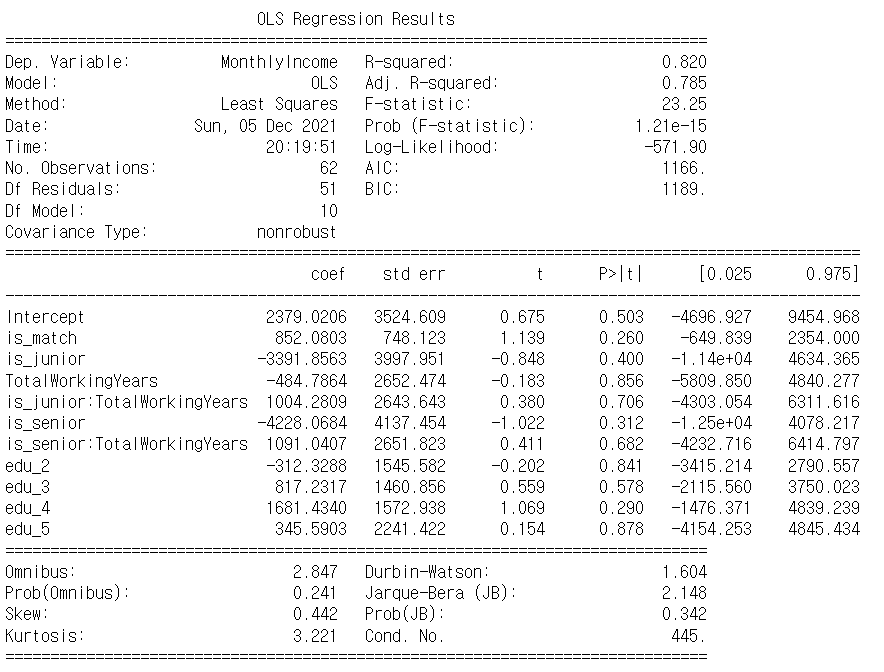 OLS Regression Results
==============================================================================
Dep. Variable: MonthlyIncome R-squared: 0.820
Model: OLS Adj. R-squared: 0.785
Method: Least Squares F-statistic: 23.25
Date: Sun, 05 Dec 2021 Prob (F-statistic): 1.21e-15
Time: 20:19:51 Log-Likelihood: -571.90
No. Observations: 62 AIC: 1166.
Df Residuals: 51 BIC: 1189.
Df Model: 10
Covariance Type: nonrobust
===============================================================================================
coef std err t P>|t| [0.025 0.975]
-----------------------------------------------------------------------------------------------
Intercept 2379.0206 3524.609 0.675 0.503 -4696.927 9454.968
is_match 852.0803 748.123 1.139 0.260 -649.839 2354.000
is_junior -3391.8563 3997.951 -0.848 0.400 -1.14e+04 4634.365
TotalWorkingYears -484.7864 2652.474 -0.183 0.856 -5809.850 4840.277
is_junior:TotalWorkingYears 1004.2809 2643.643 0.380 0.706 -4303.054 6311.616
is_senior -4228.0684 4137.454 -1.022 0.312 -1.25e+04 4078.217
is_senior:TotalWorkingYears 1091.0407 2651.823 0.411 0.682 -4232.716 6414.797
edu_2 -312.3288 1545.582 -0.202 0.841 -3415.214 2790.557
edu_3 817.2317 1460.856 0.559 0.578 -2115.560 3750.023
edu_4 1681.4340 1572.938 1.069 0.290 -1476.371 4839.239
edu_5 345.5903 2241.422 0.154 0.878 -4154.253 4845.434
==============================================================================
Omnibus: 2.847 Durbin-Watson: 1.604
Prob(Omnibus): 0.241 Jarque-Bera (JB): 2.148
Skew: 0.442 Prob(JB): 0.342
Kurtosis: 3.221 Cond. No. 445.
==============================================================================